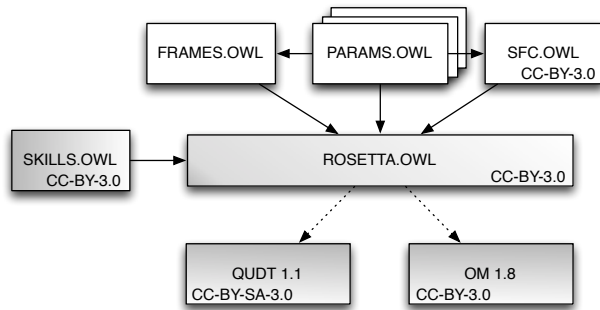 FRAMES.OWL
PARAMS.OWL
SFC.OWL
CC-BY-3.0
SKILLS.OWL
CC-BY-3.0
ROSETTA.OWL
CC-BY-3.0
QUDT 1.1
CC-BY-SA-3.0
OM 1.8
CC-BY-3.0